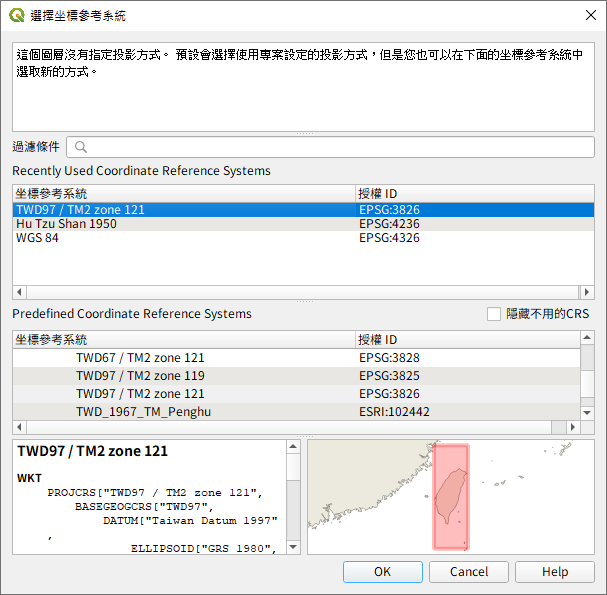 選擇坐標參考系統
這個圖層沒有指定投影方式。 預設會選擇使用專案設定的投影方式，但是您也可以在下面的坐標參考系統中
選取新的方式。
過濾條件
Recently Used Coordinate Reference Systems
坐標參考系統 授權 ID
TWD97 / TM2 zone 121 EPSG:3826
Hu Tzu Shan 1950 EPSG:4236
WGS 84 EPSG:4326
Predefined Coordinate Reference Systems 隱藏不用的CRS
坐標參考系統 授權 ID
TWD67 / TM2 zone 121 EPSG:3828
TWD97 / TM2 zone 119 EPSG:3825
TWD97 / TM2 zone 121 EPSG:3826
TWD_1967_TM_Penghu ESRI:102442
TWD97 / TM2 zone 121
WKT
PROJCRS["TWD97 / TM2 zone 121",
BASEGEOGCRS["TWD97",
DATUM["Taiwan Datum 1997"
,
ELLIPSOID["GRS 1980",
OK Cancel Help